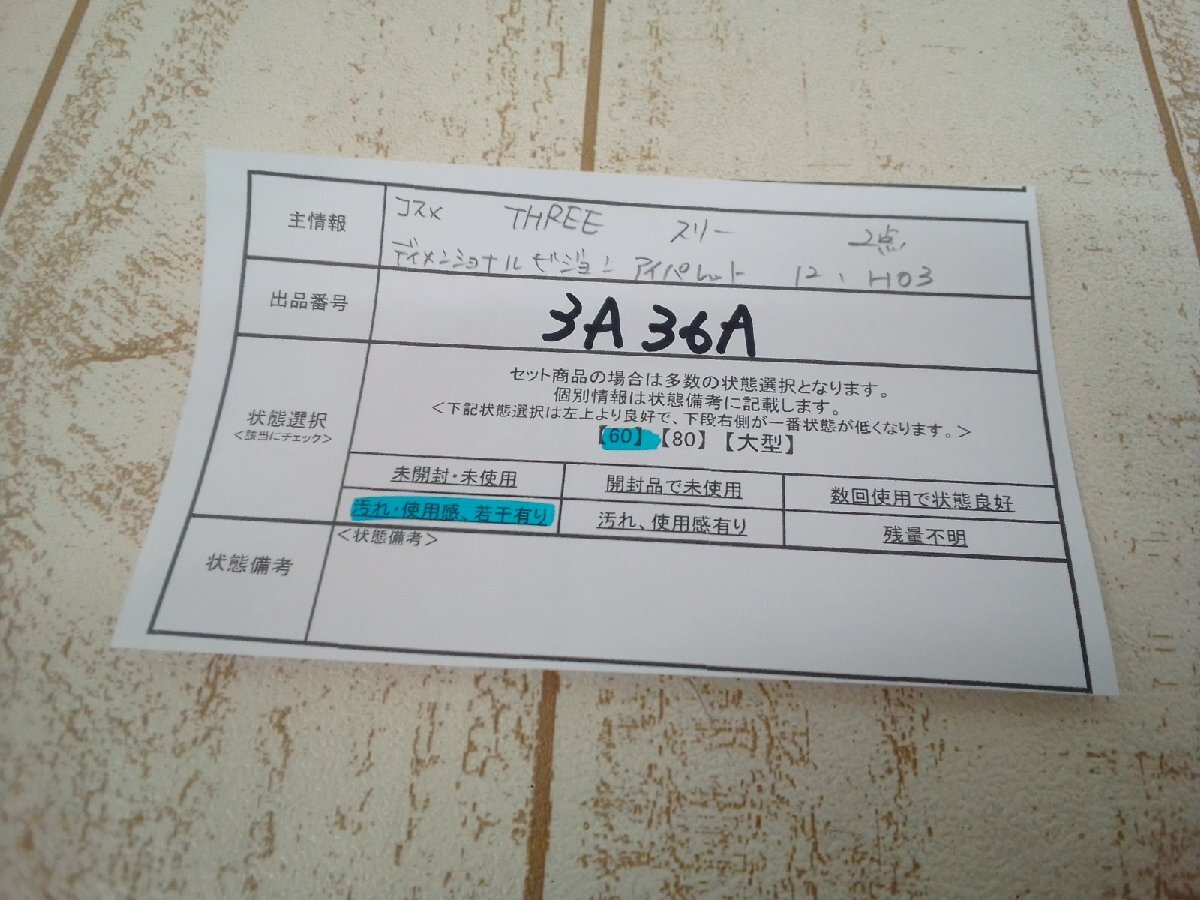 主情報
コスメ THREE スリー 2点
ディメンショナルビジョンアイパレット 12、H03
出品番号
3A36A
状態選択
<該当にチェック>
セット商品の場合は多数の状態選択となります。
個別情報は状態備考に記載します。
<下記状態選択は左上より良好で、下段右側が一番状態が低くなります。>
【60】【80】【大型】
未開封・未使用 開封品で未使用 数回使用で状態良好
汚れ・使用感、若干有り 汚れ、使用感有り 残量不明
状態備考
<状態備考>